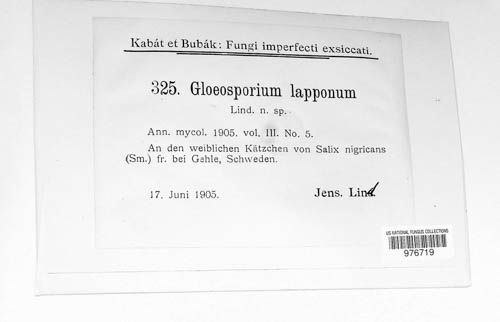 Kabát et Bubák: Fungi imperfecti exsiccati.
325. Gloeosporium lapponum
Lind. n. sp.
Ann. mycol. 1905. vol. III. No. 5.
An den weiblichen Kätzchen von Salix nigricans
(Sm.) fr. bei Gehle, Schweden.
17. Juni 1905. Jens. Lind.
US NATIONAL FUNGUS COLLECTIONS
976719